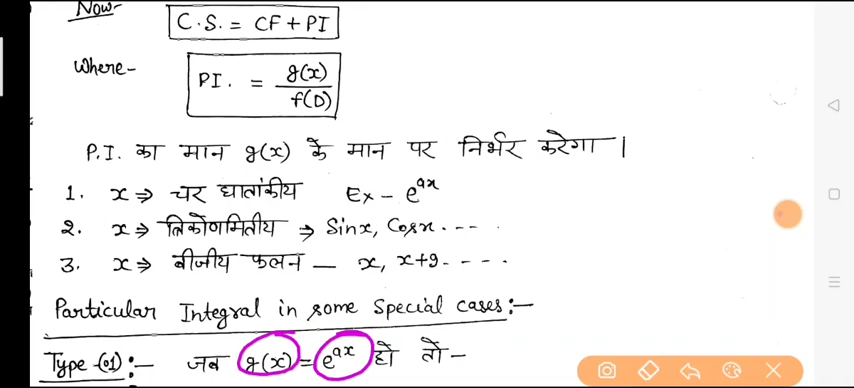 Now-
C.S. = CF + PI
Where-
PI. = g(x) / f(D)
P.I. का मान g(x) के मान पर निर्भर करेगा।
1. x ⇒ चर घातांकीय Ex - e^ax
2. x ⇒ त्रिकोणमितीय ⇒ Sinx, Cosx....
3. x ⇒ बीजीय फलन - x, x+9.....
Particular Integral in some Special cases:-
Type-(01):- जब g(x) = e^ax हो तो-